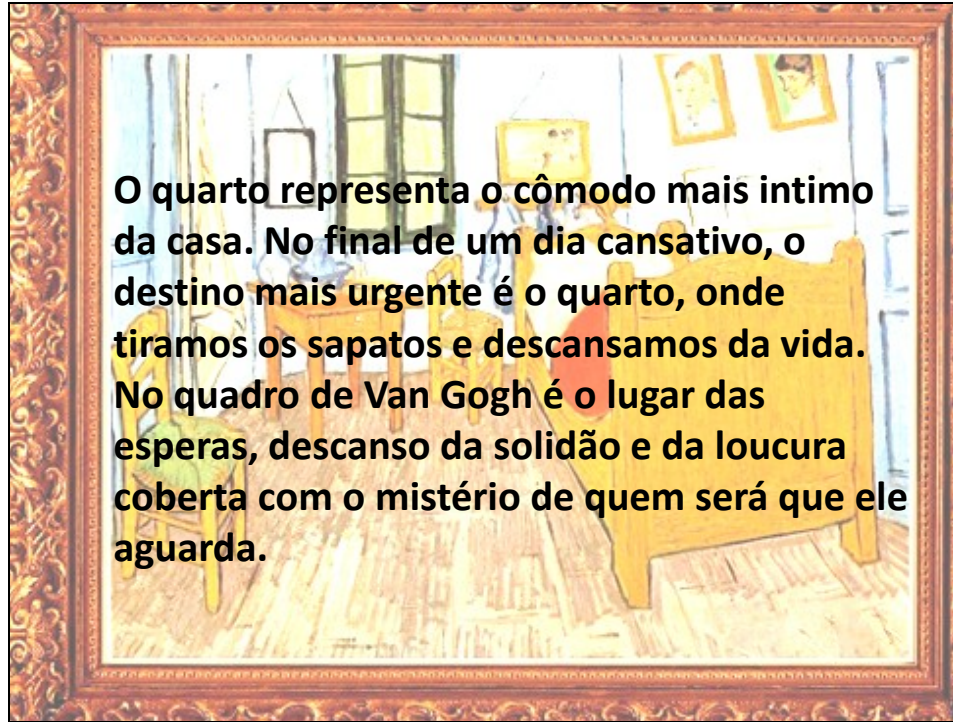 O quarto representa o cômodo mais intimo
da casa. No final de um dia cansativo, o
destino mais urgente é o quarto, onde
tiramos os sapatos e descansamos da vida.
No quadro de Van Gogh é o lugar das
esperas, descanso da solidão e da loucura
coberta com o mistério de quem será que ele
aguarda.